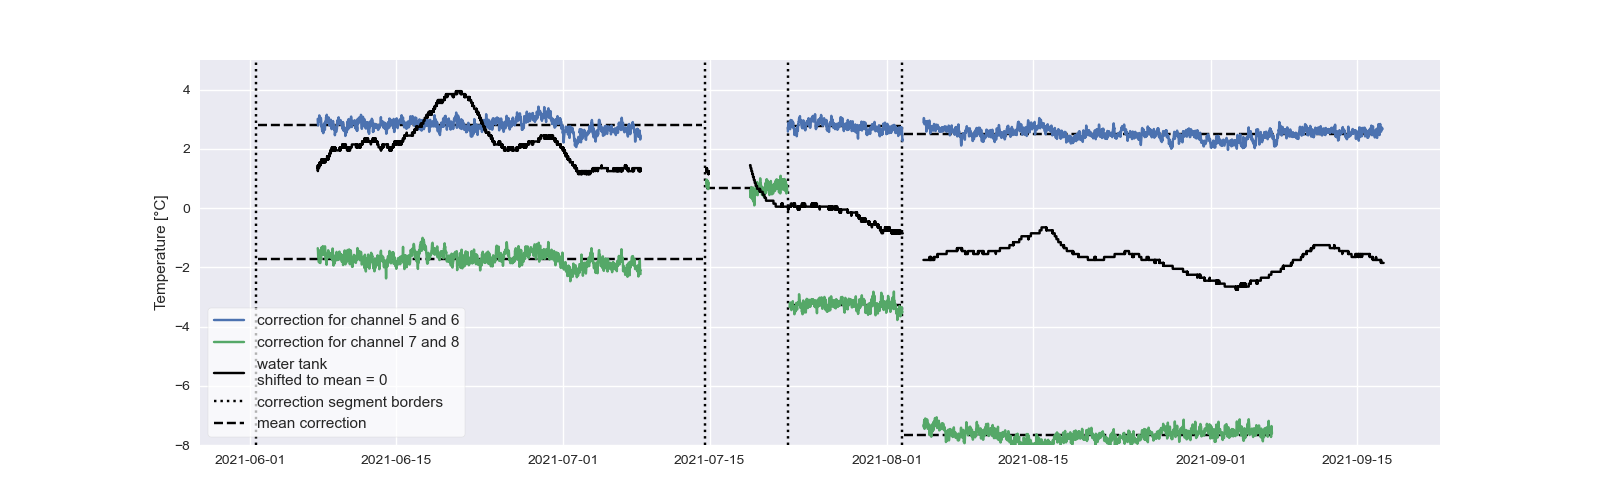 4
2
0
−2
−4
−6
−8
Temperature [°C]
correction for channel 5 and 6
correction for channel 7 and 8
water tank
shifted to mean = 0
correction segment borders
mean correction
2021-06-01 2021-06-15 2021-07-01 2021-07-15 2021-08-01 2021-08-15 2021-09-01 2021-09-15